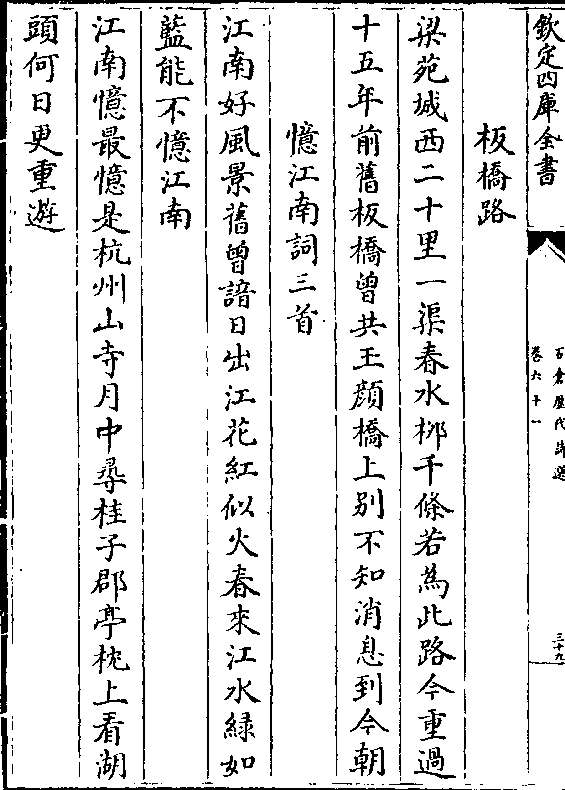 欽定四庫全書
石倉歷代詩選
卷六十一
三十九
板橋路
梁苑城西二十里一渠春水栁千條若為此路今重過
十五年前舊板橋曾共玉顔橋上别不知消息到今朝
憶江南詞三首
江南好風景舊曾諳日出江花紅似火春來江水緑如
藍能不憶江南
江南憶最憶是杭州山寺月中尋桂子郡亭枕上看
頭何日更重遊